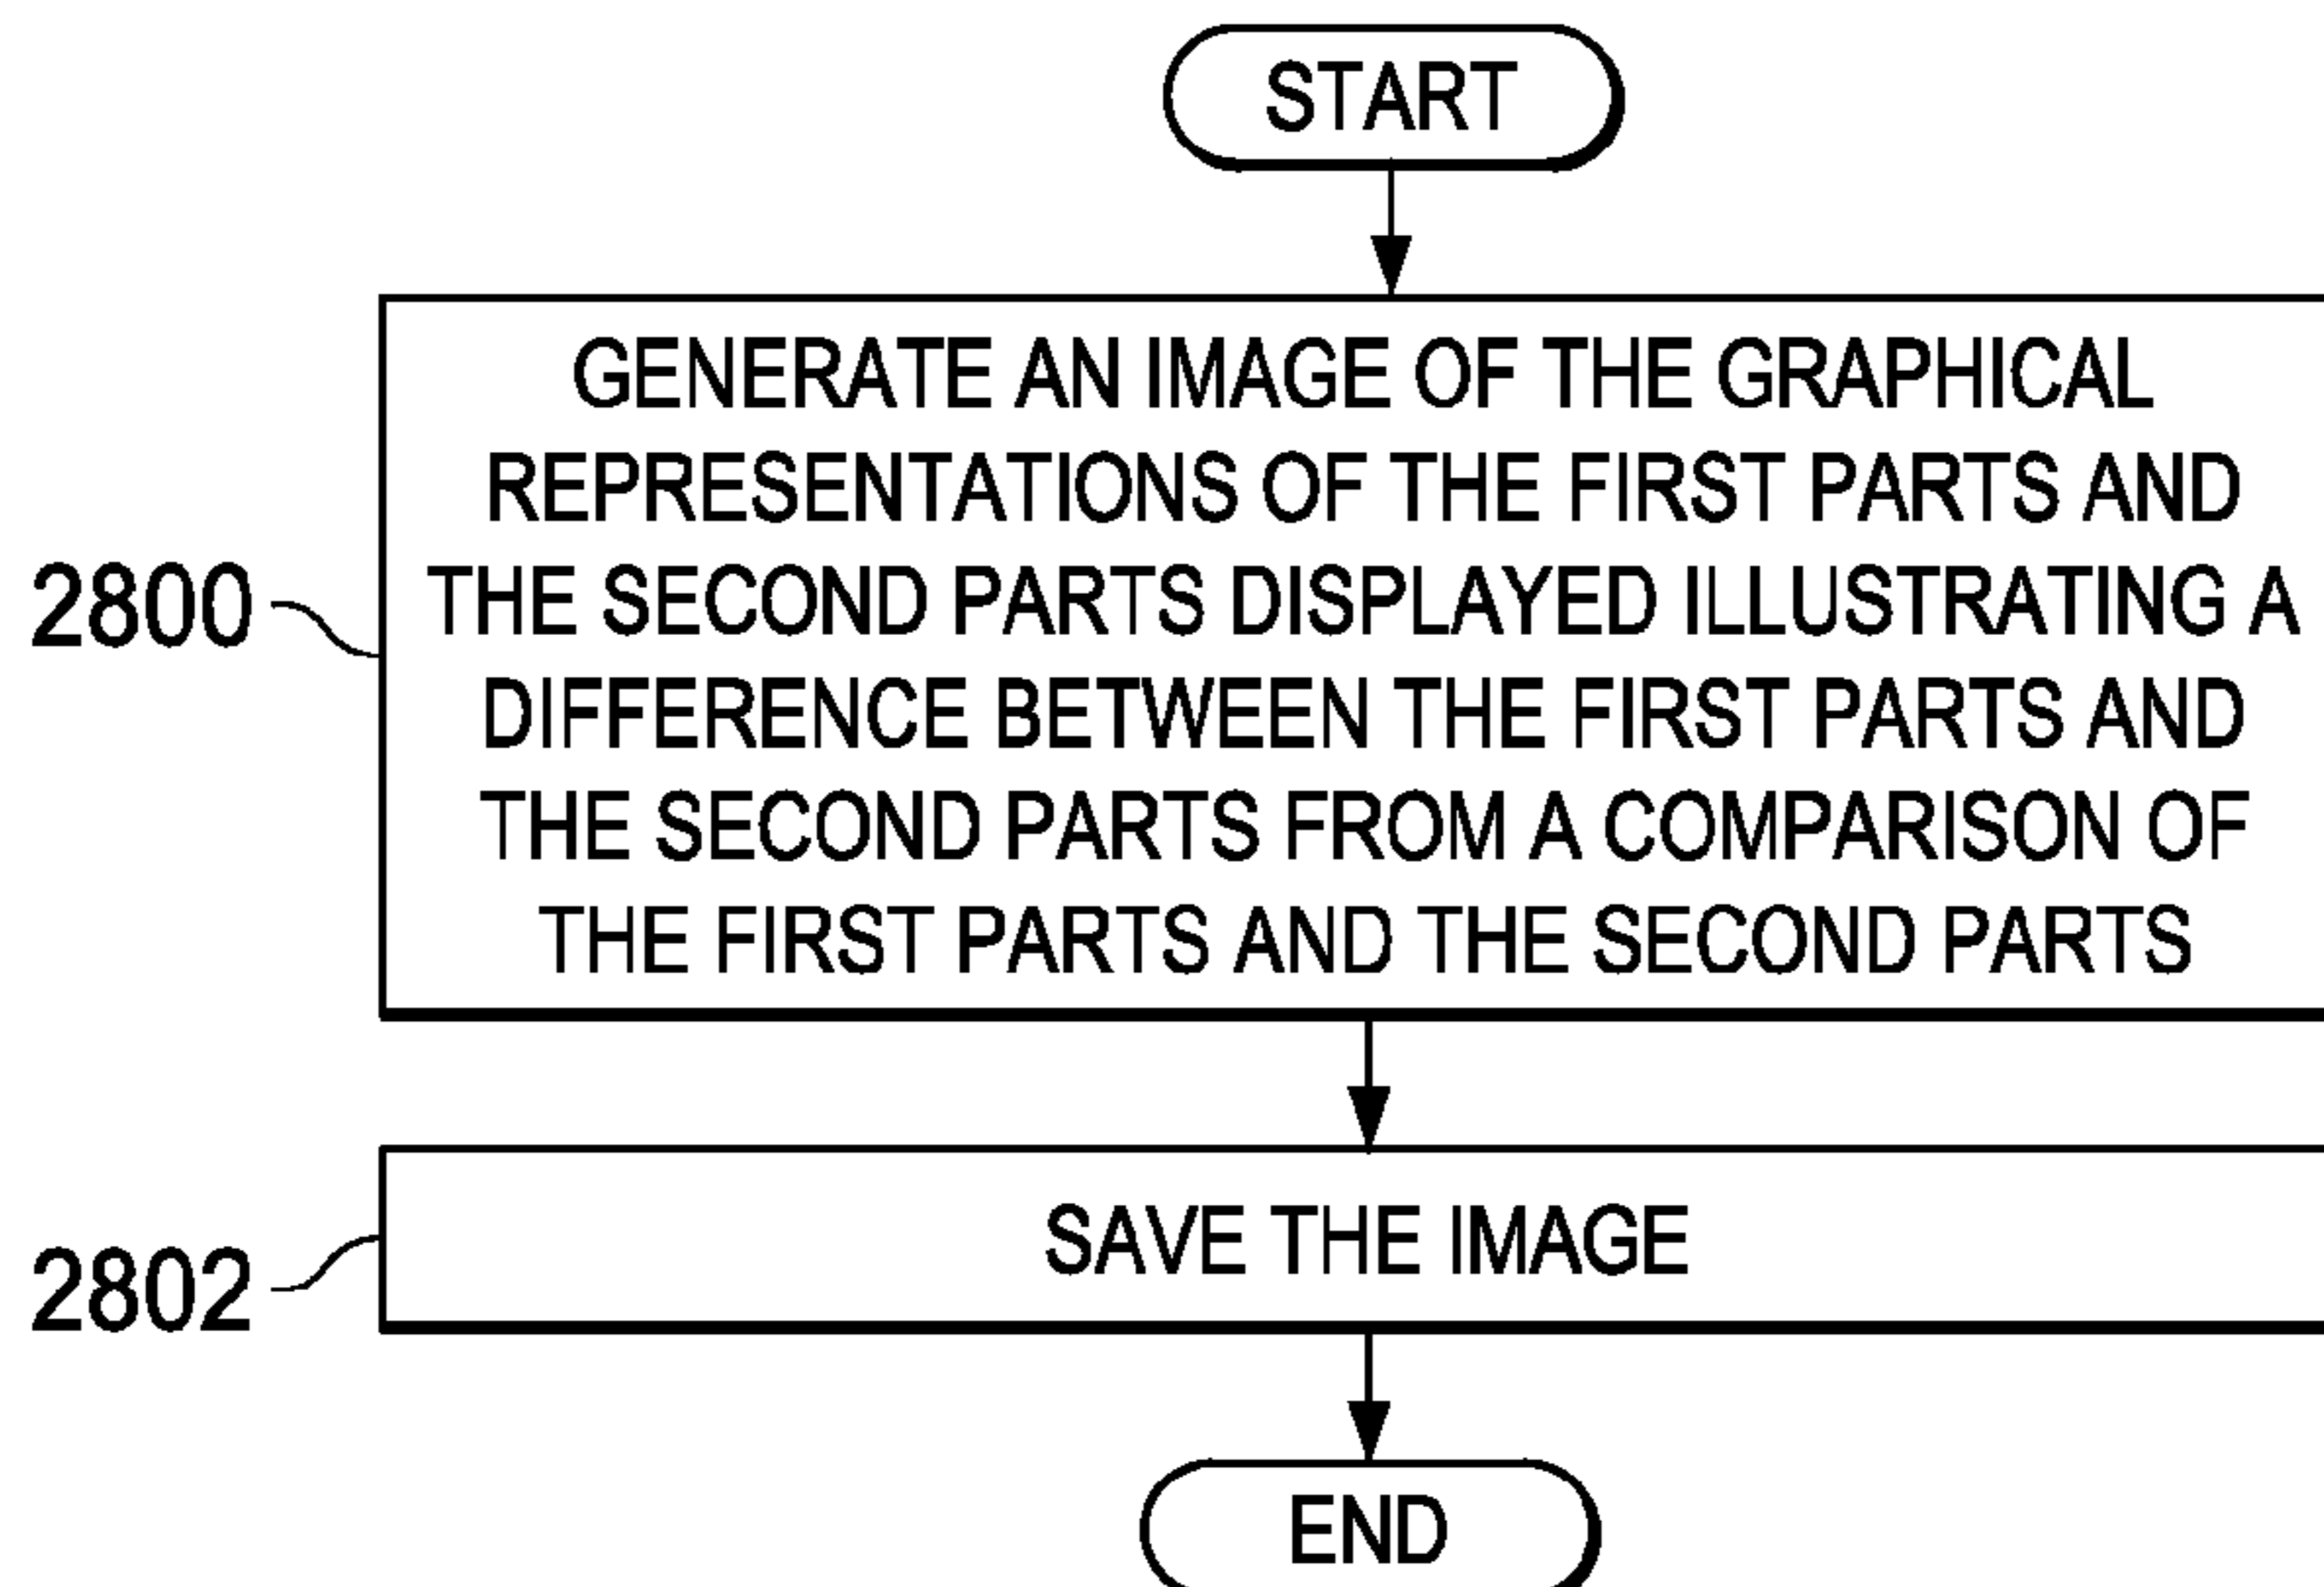 START
GENERATE AN IMAGE OF THE GRAPHICAL
REPRESENTATIONS OF THE FIRST PARTS AND
THE SECOND PARTS DISPLAYED ILLUSTRATING A
DIFFERENCE BETWEEN THE FIRST PARTS AND
THE SECOND PARTS FROM A COMPARISON OF
THE FIRST PARTS AND THE SECOND PARTS
2800
SAVE THE IMAGE
2802
END